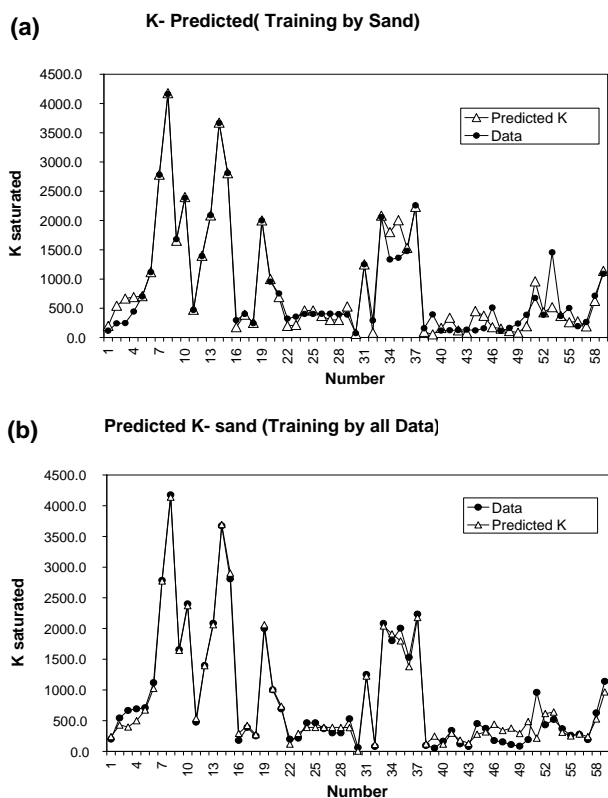 (a)
K- Predicted( Training by Sand)
4500.0
4000.0
3500.0
3000.0
2500.0
2000.0
1500.0
1000.0
500.0
0.0
K saturated
Predicted K
Data
1 4 7 10 13 16 19 22 25 28 31 34 37 40 43 46 49 52 55 58
Number
(b)
Predicted K- sand (Training by all Data)
4500.0
4000.0
3500.0
3000.0
2500.0
2000.0
1500.0
1000.0
500.0
0.0
K saturated
Data
Predicted K
1 4 7 10 13 16 19 22 25 28 31 34 37 40 43 46 49 52 55 58
Number